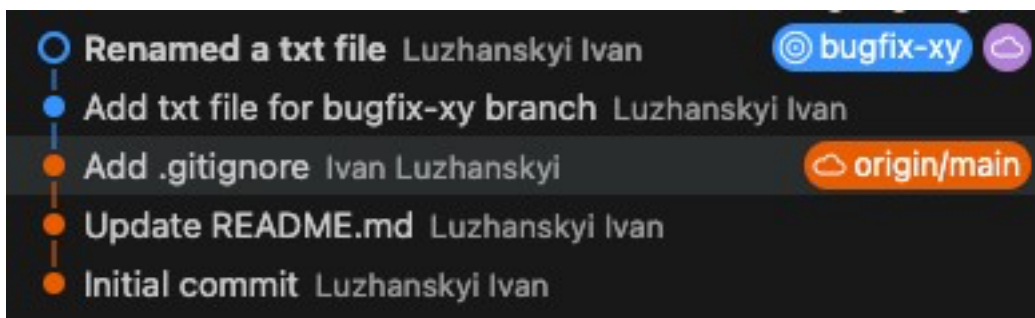 Renamed a txt file Luzhanskyi Ivan bugfix-xy
Add txt file for bugfix-xy branch Luzhanskyi Ivan
Add .gitignore Ivan Luzhanskyi origin/main
Update README.md Luzhanskyi Ivan
Initial commit Luzhanskyi Ivan